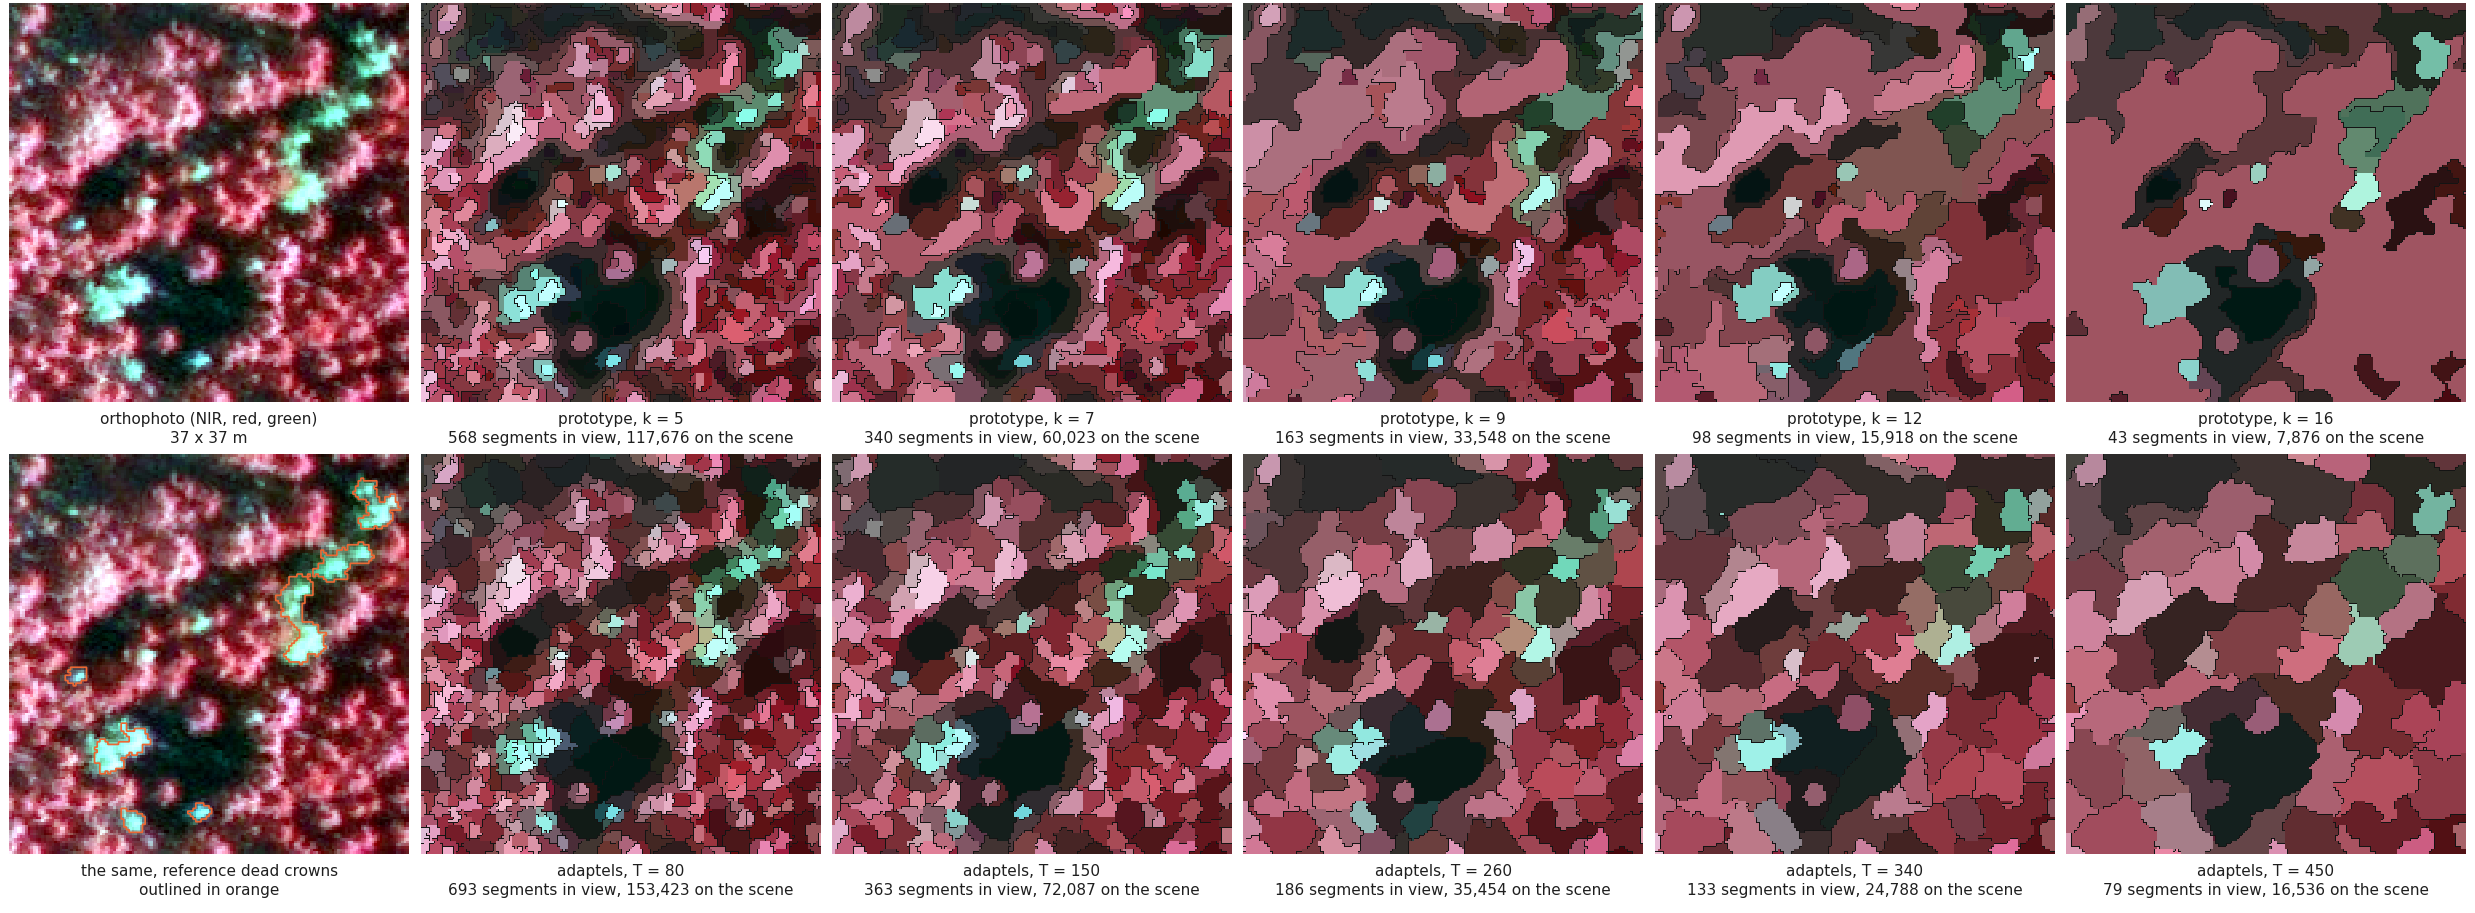 orthophoto (NIR, red, green)
37 x 37 m
prototype, k = 5
568 segments in view, 117,676 on the scene
prototype, k = 7
340 segments in view, 60,023 on the scene
prototype, k = 9
163 segments in view, 33,548 on the scene
prototype, k = 12
98 segments in view, 15,918 on the scene
prototype, k = 16
43 segments in view, 7,876 on the scene
the same, reference dead crowns
outlined in orange
adaptels, T = 80
693 segments in view, 153,423 on the scene
adaptels, T = 150
363 segments in view, 72,087 on the scene
adaptels, T = 260
186 segments in view, 35,454 on the scene
adaptels, T = 340
133 segments in view, 24,788 on the scene
adaptels, T = 450
79 segments in view, 16,536 on the scene